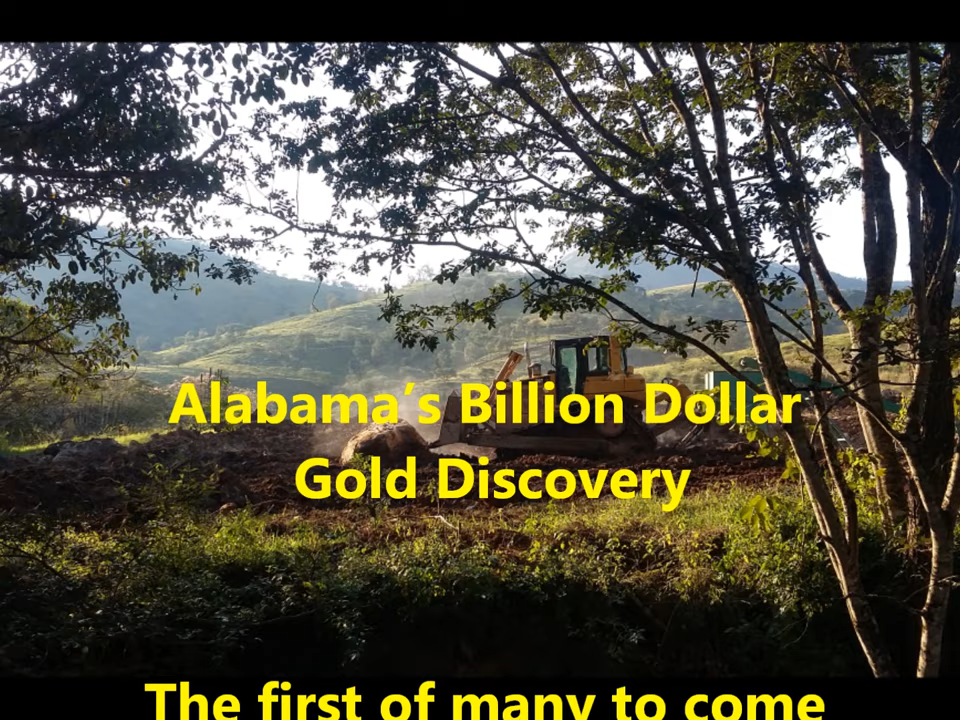 Alabama’s Billion Dollar
Gold Discovery
The first of many to come